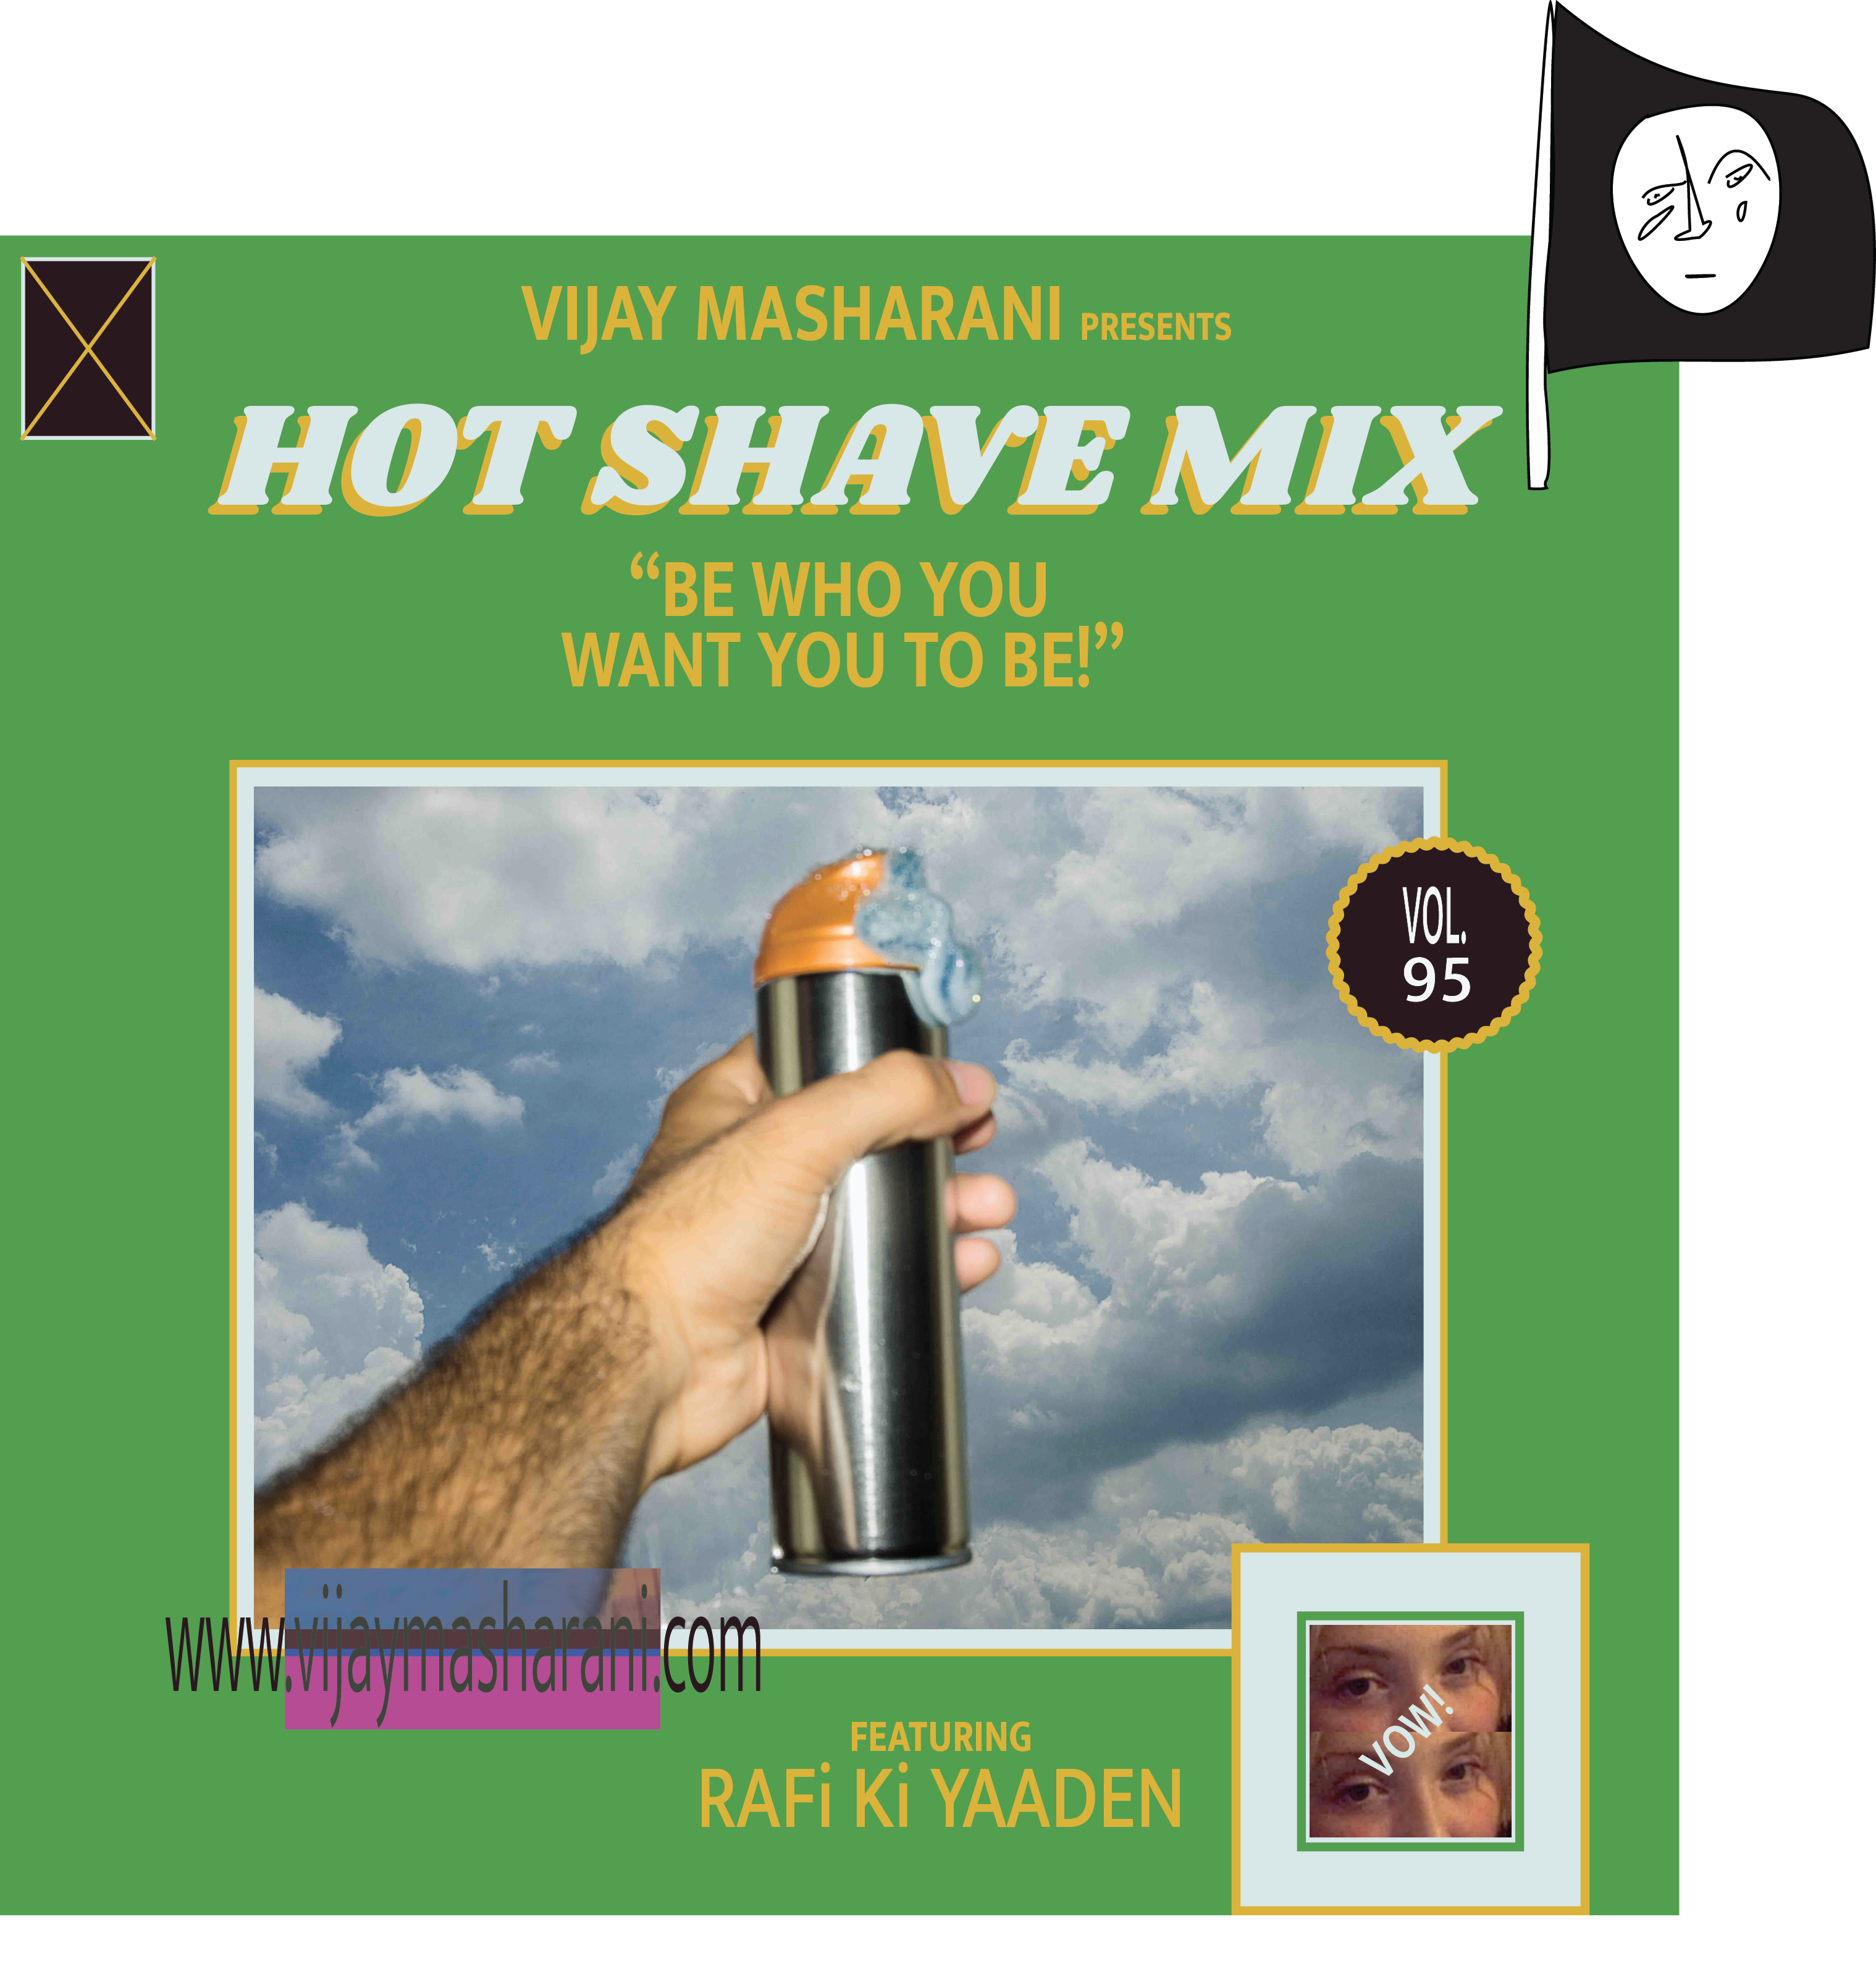 VIJAY MASHARANI PRESENTS
HOT SHAVE MIX
“BE WHO YOU
WANT YOU TO BE!”
VOL.
95
www.vijaymasharani.com
FEATURING
RAFi Ki YAADEN
VOW!